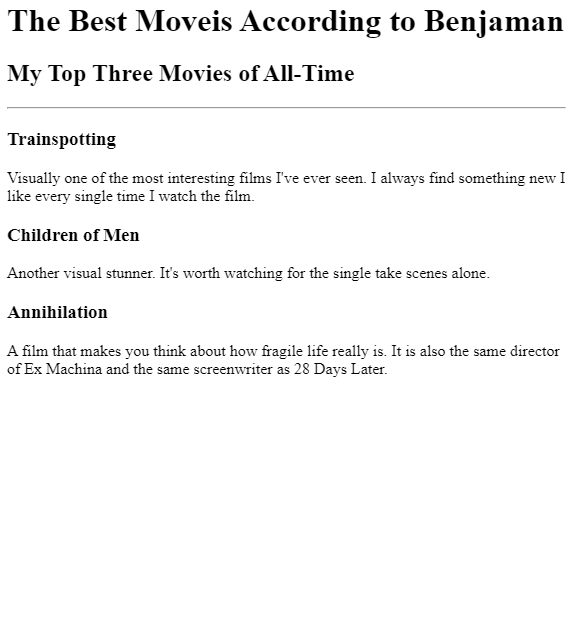 The Best Moveis According to Benjaman
My Top Three Movies of All-Time
Trainspotting
Visually one of the most interesting films I've ever seen. I always find something new I
like every single time I watch the film.
Children of Men
Another visual stunner. It's worth watching for the single take scenes alone.
Annihilation
A film that makes you think about how fragile life really is. It is also the same director
of Ex Machina and the same screenwriter as 28 Days Later.